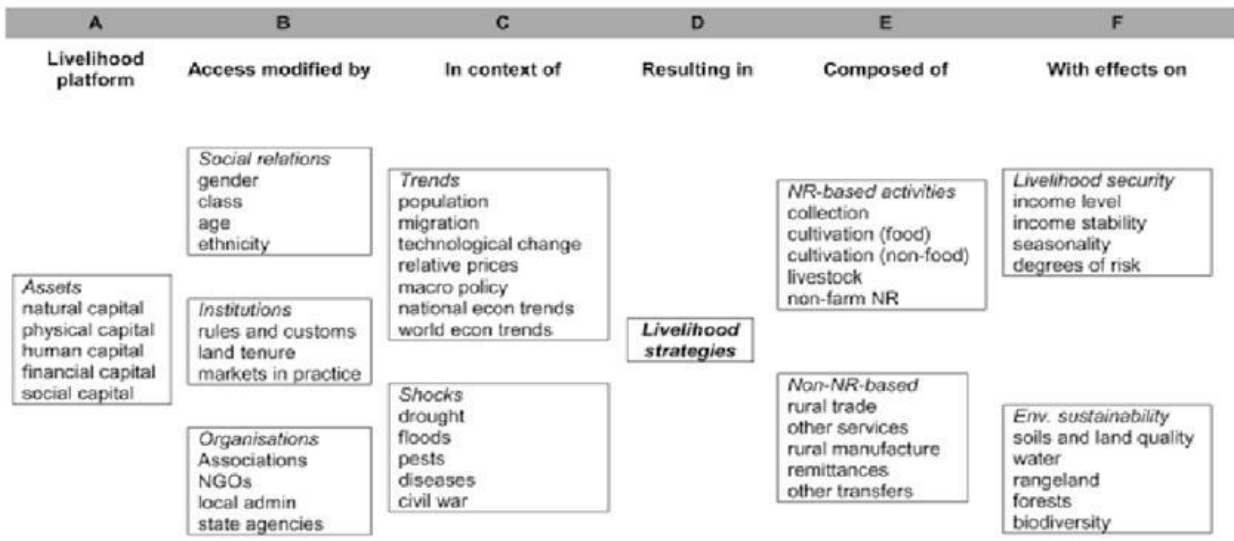 A B C D E F
Livelihood
platform
Access modified by
In context of
Resulting in
Composed of
With effects on
Assets
natural capital
physical capital
human capital
financial capital
social capital
Social relations
gender
class
age
ethnicity
Institutions
rules and customs
land tenure
markets in practice
Organisations
Associations
NGOs
local admin
state agencies
Trends
population
migration
technological change
relative prices
macro policy
national econ trends
world econ trends
Shocks
drought
floods
pests
diseases
civil war
Livelihood
strategies
NR-based activities
collection
cultivation (food)
cultivation (non-food)
livestock
non-farm NR
Non-NR-based
rural trade
other services
rural manufacture
remittances
other transfers
Livelihood security
income level
income stability
seasonality
degrees of risk
Env. sustainability
soils and land quality
water
rangeland
forests
biodiversity